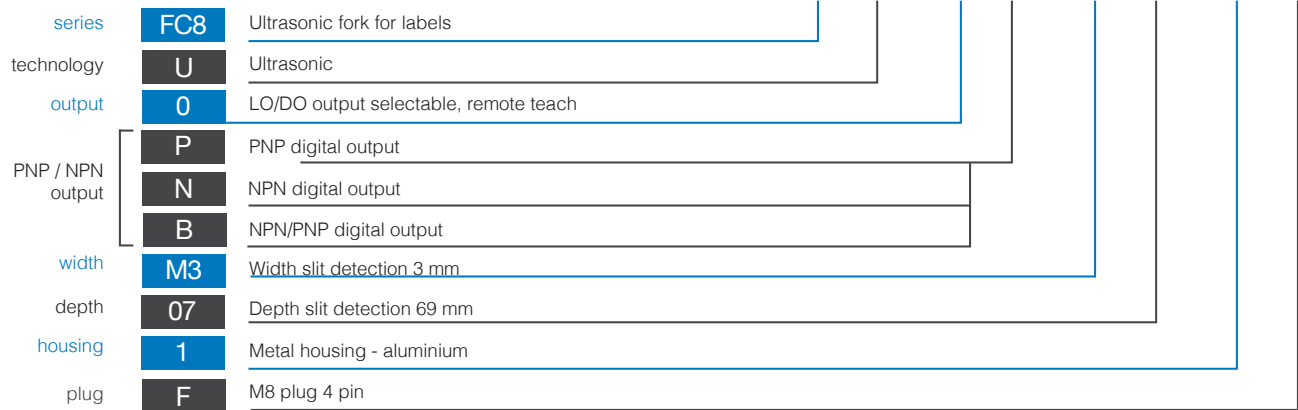 series FC8 Ultrasonic fork for labels
technology U Ultrasonic
output 0 LO/DO output selectable, remote teach
P PNP digital output
PNP / NPN
output
N NPN digital output
B NPN/PNP digital output
width M3 Width slit detection 3 mm
depth 07 Depth slit detection 69 mm
housing 1 Metal housing - aluminium
plug F M8 plug 4 pin